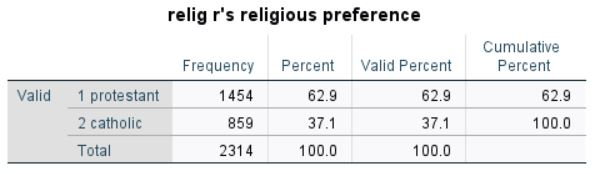 relig r's religious preference
Frequency Percent Valid Percent Cumulative Percent
Valid 1 protestant 1454 62.9 62.9 62.9
2 catholic 859 37.1 37.1 100.0
Total 2314 100.0 100.0